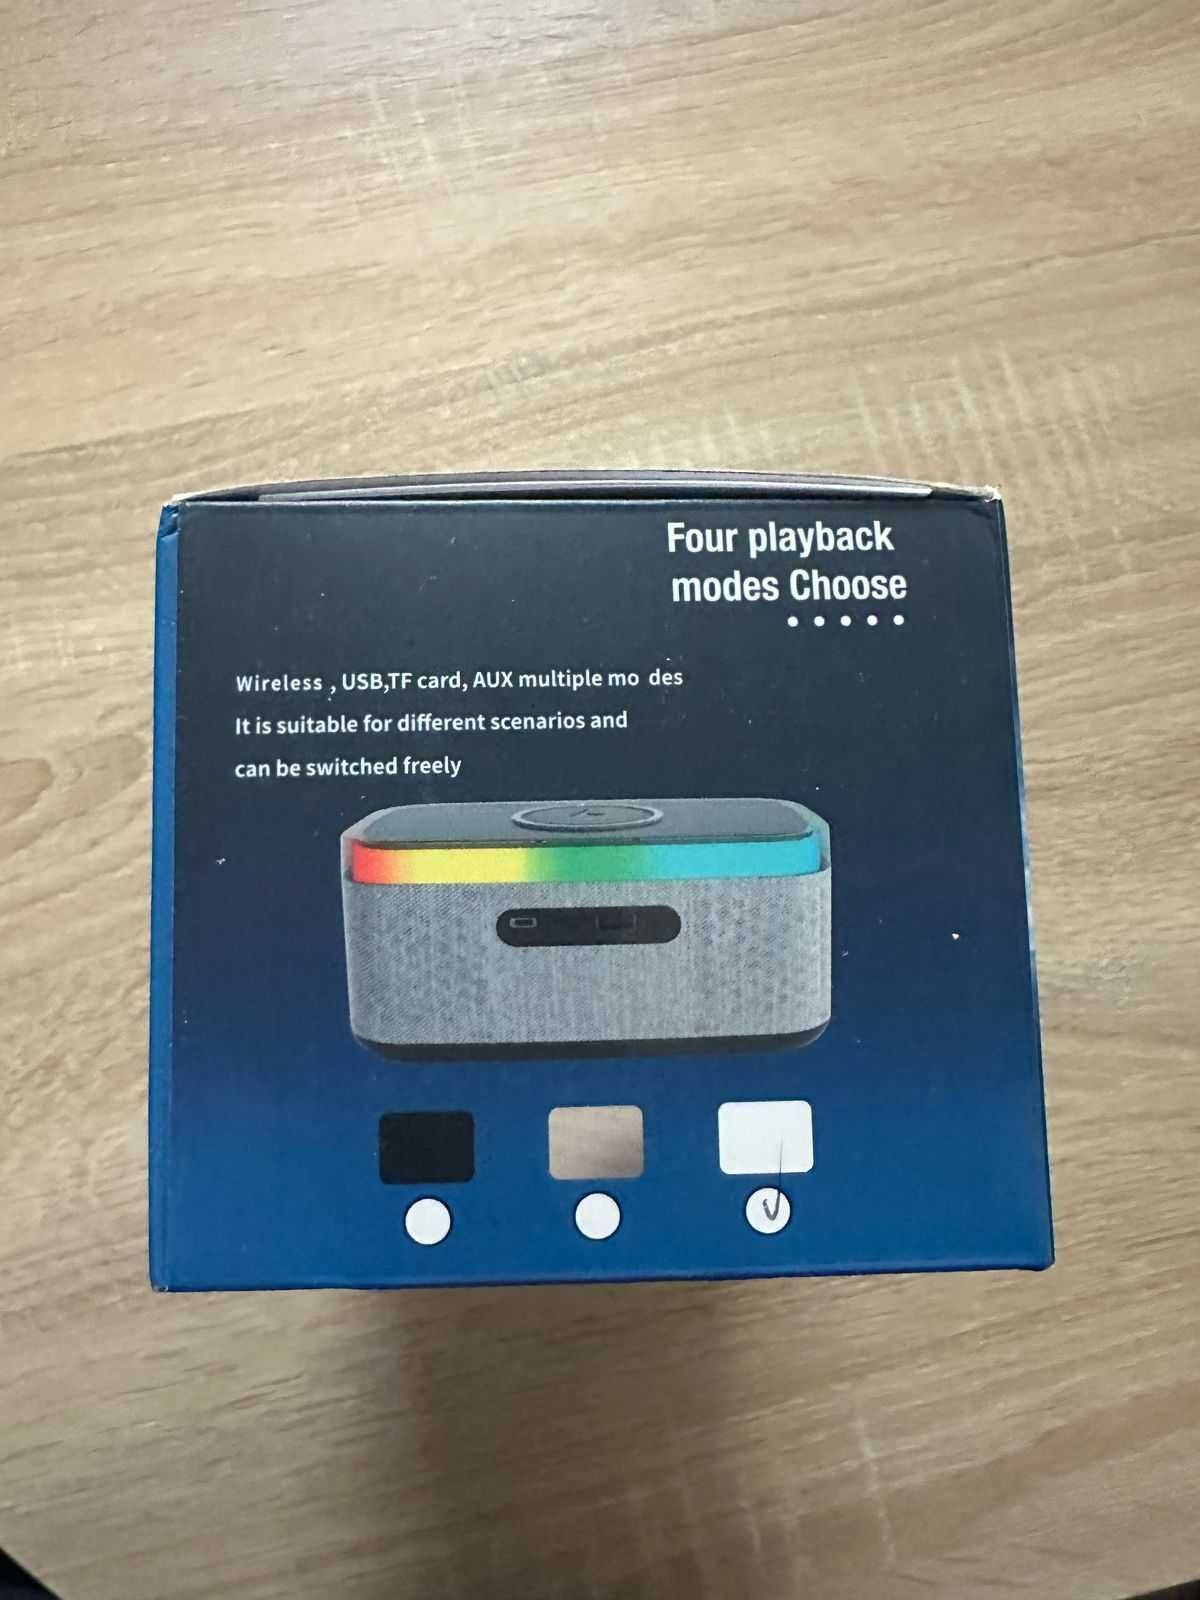 Four playback
modes Choose
Wireless , USB,TF card, AUX multiple mo des
It is suitable for different scenarios and
can be switched freely